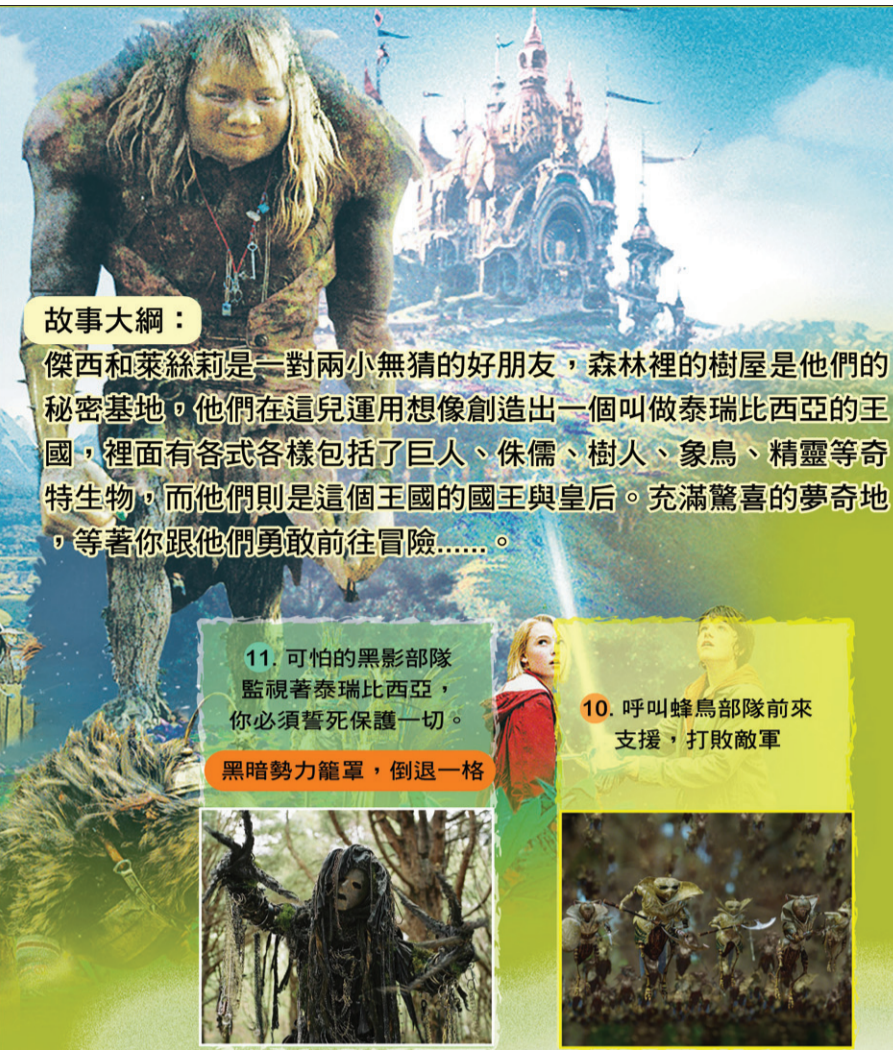 故事大綱：
傑西和萊絲莉是一對兩小無猜的好朋友，森林裡的樹屋是他們的
秘密基地，他們在這兒運用想像創造出一個叫做泰瑞比西亞的王
國，裡面有各式各樣包括了巨人、侏儒、樹人、象鳥、精靈等奇
特生物，而他們則是這個王國的國王與皇后。充滿驚喜的夢奇地
，等著你跟他們勇敢前往冒險......。
11. 可怕的黑影部隊
監視著泰瑞比西亞，
你必須誓死保護一切。
黑暗勢力籠罩，倒退一格
10. 呼叫蜂鳥部隊前來
支援，打敗敵軍